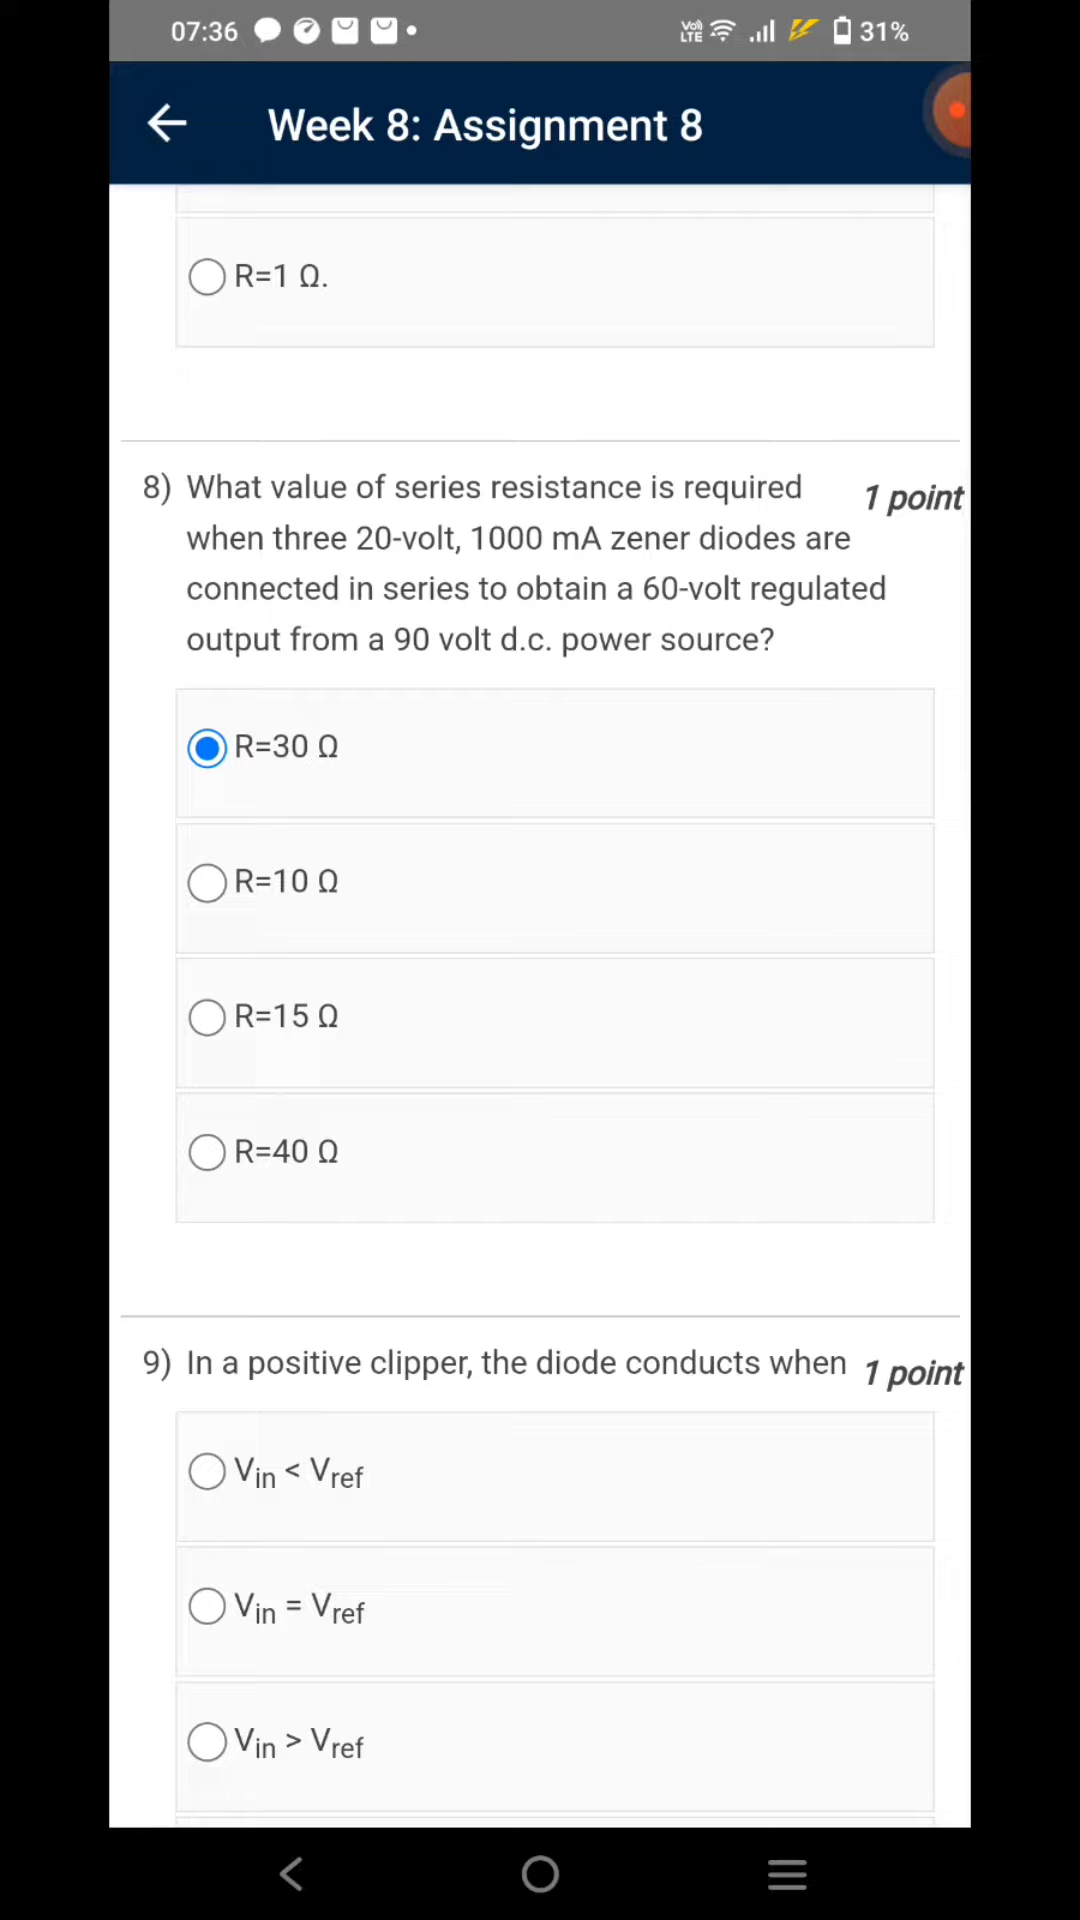 07:36
Vo) LTE
31%
Week 8: Assignment 8
R=1 Ω.
8) What value of series resistance is required 1 point
when three 20-volt, 1000 mA zener diodes are
connected in series to obtain a 60-volt regulated
output from a 90 volt d.c. power source?
R=30 Ω
R=10 Ω
R=15 Ω
R=40 Ω
9) In a positive clipper, the diode conducts when 1 point
Vin < Vref
Vin = Vref
Vin > Vref